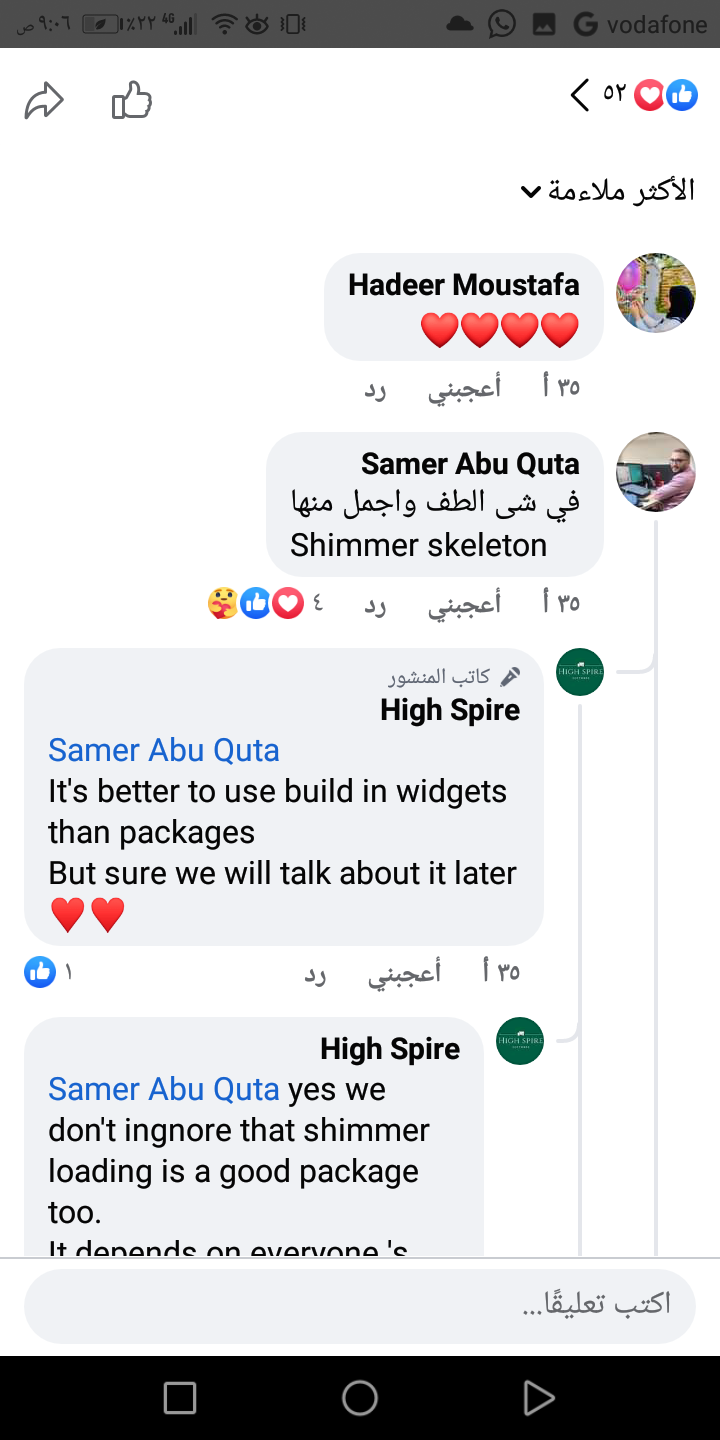 vodafone ٩:٠٦ ص ٪٢٢ 4G
٥٢
الأكثر ملاءمة
Hadeer Moustafa
❤️❤️❤️❤️
٣٥ أ أعجبني رد
Samer Abu Quta
في شى الطف واجمل منها
Shimmer skeleton
٣٥ أ أعجبني رد ٤
HIGH SPIRE
كاتب المنشور
High Spire
Samer Abu Quta
It's better to use build in widgets
than packages
But sure we will talk about it later
♥️♥️
٣٥ أ أعجبني رد ١
HIGH SPIRE
High Spire
Samer Abu Quta yes we
don't ingnore that shimmer
loading is a good package
too.
It depends on everyone 's
اكتب تعليقًا...